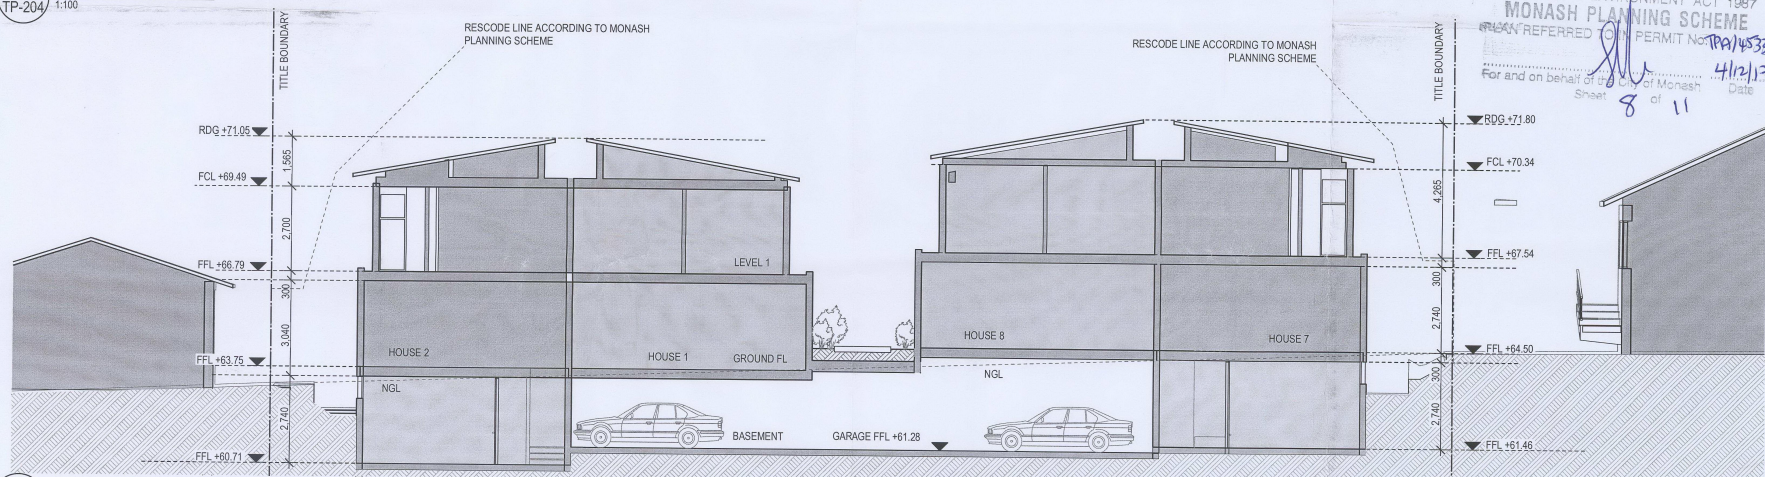 TP-204
1:100
TITLE BOUNDARY
RESCODE LINE ACCORDING TO MONASH
PLANNING SCHEME
RESCODE LINE ACCORDING TO MONASH
PLANNING SCHEME
TITLE BOUNDARY
ACT 1987
MONASH PLANNING SCHEME
PLAN REFERRED TO IN PERMIT No.
For and on behalf of the City of Monash
Date
Sheet 8 of 11
RDG +71.05
1,565
FCL +69.49
2,700
FFL +66.79
300
3,040
FFL +63.75
2,740
FFL +60.71
LEVEL 1
HOUSE 2
HOUSE 1
GROUND FL
NGL
BASEMENT
GARAGE FFL +61.28
HOUSE 8
HOUSE 7
NGL
RDG +71.80
FCL +70.34
4,265
FFL +67.54
300
2,740
FFL +64.50
300
2,740
FFL +61.46